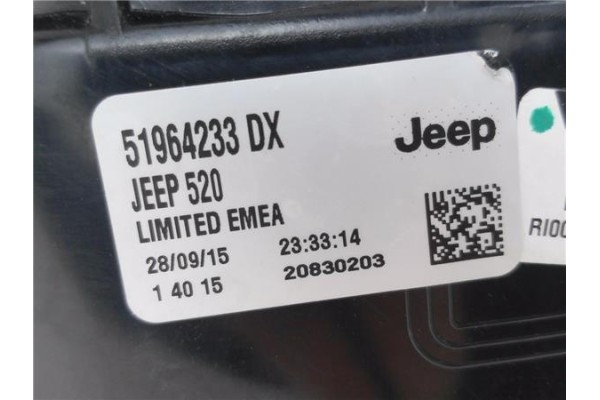 51964233 DX
Jeep
JEEP 520
LIMITED EMEA
28/09/15 23:33:14
1 40 15 20830203